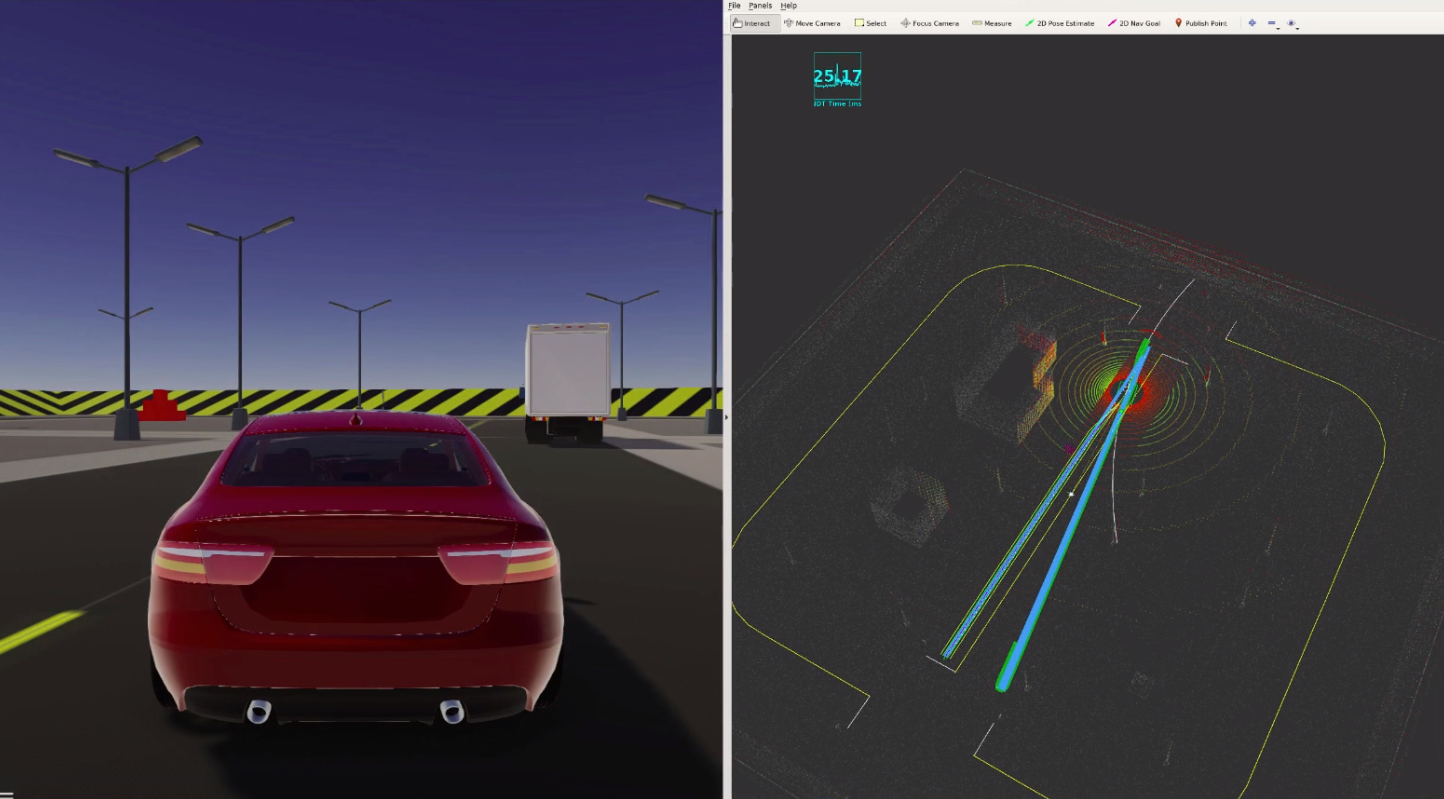 File Panels Help
Interact Move Camera Select Focus Camera Measure 2D Pose Estimate 2D Nav Goal Publish Point
25.17
NDT Time [ms